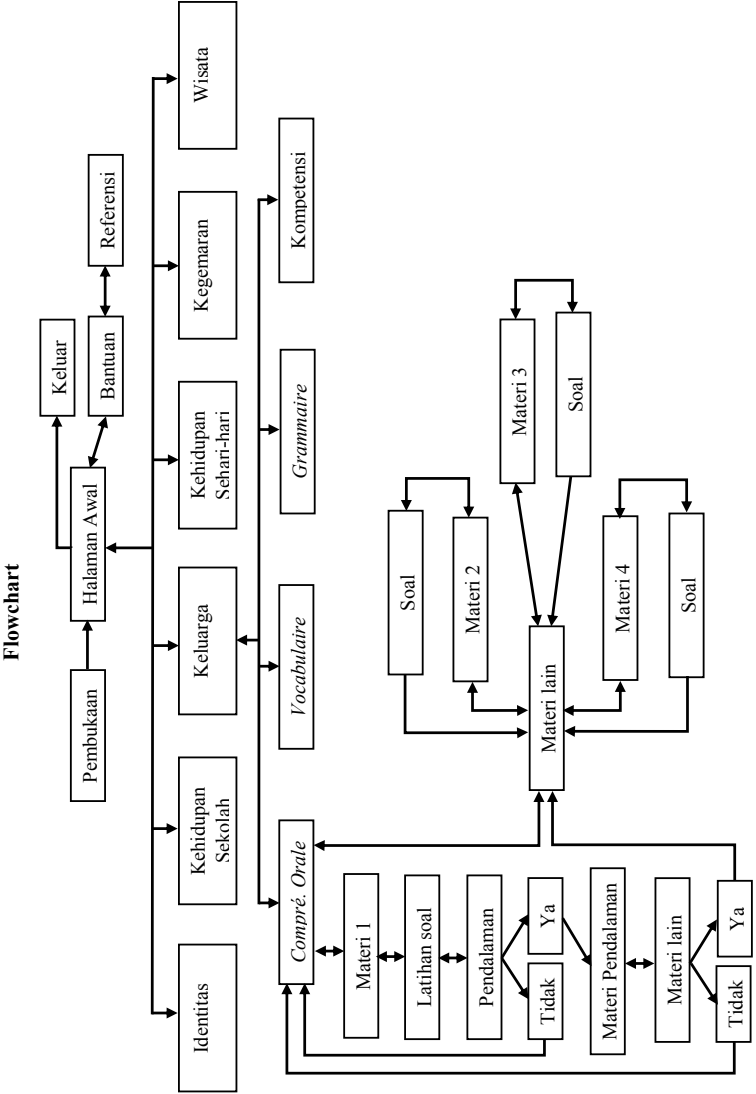 Flowchart
Pembukaan
Halaman Awal
Keluar
Bantuan
Referensi
Identitas
Kehidupan
Sekolah
Keluarga
Kehidupan
Sehari-hari
Kegemaran
Wisata
Compré. Orale
Vocabulaire
Grammaire
Kompetensi
Materi 1
Latihan soal
Pendalaman
Tidak
Ya
Materi Pendalaman
Materi lain
Tidak
Ya
Materi lain
Soal
Materi 2
Materi 3
Soal
Materi 4
Soal